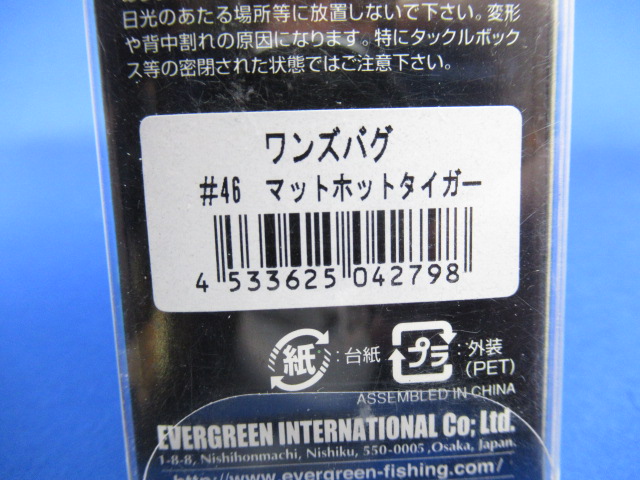 日光のあたる場所等に放置しないで下さい。変形
や背中割れの原因になります。特にタックルボック
ス等の密閉された状態ではご注意下さい。
ワンズバグ
#46 マットホットタイガー
4 533625 042798
紙 : 台紙
プラ : 外装
(PET)
ASSEMBLED IN CHINA
EVERGREEN INTERNATIONAL Co; Ltd.
1-8-8, Nishihonmachi, Nishiku, 550-0005 ,Osaka, Japan.
http://www.evergreen-fishing.com/